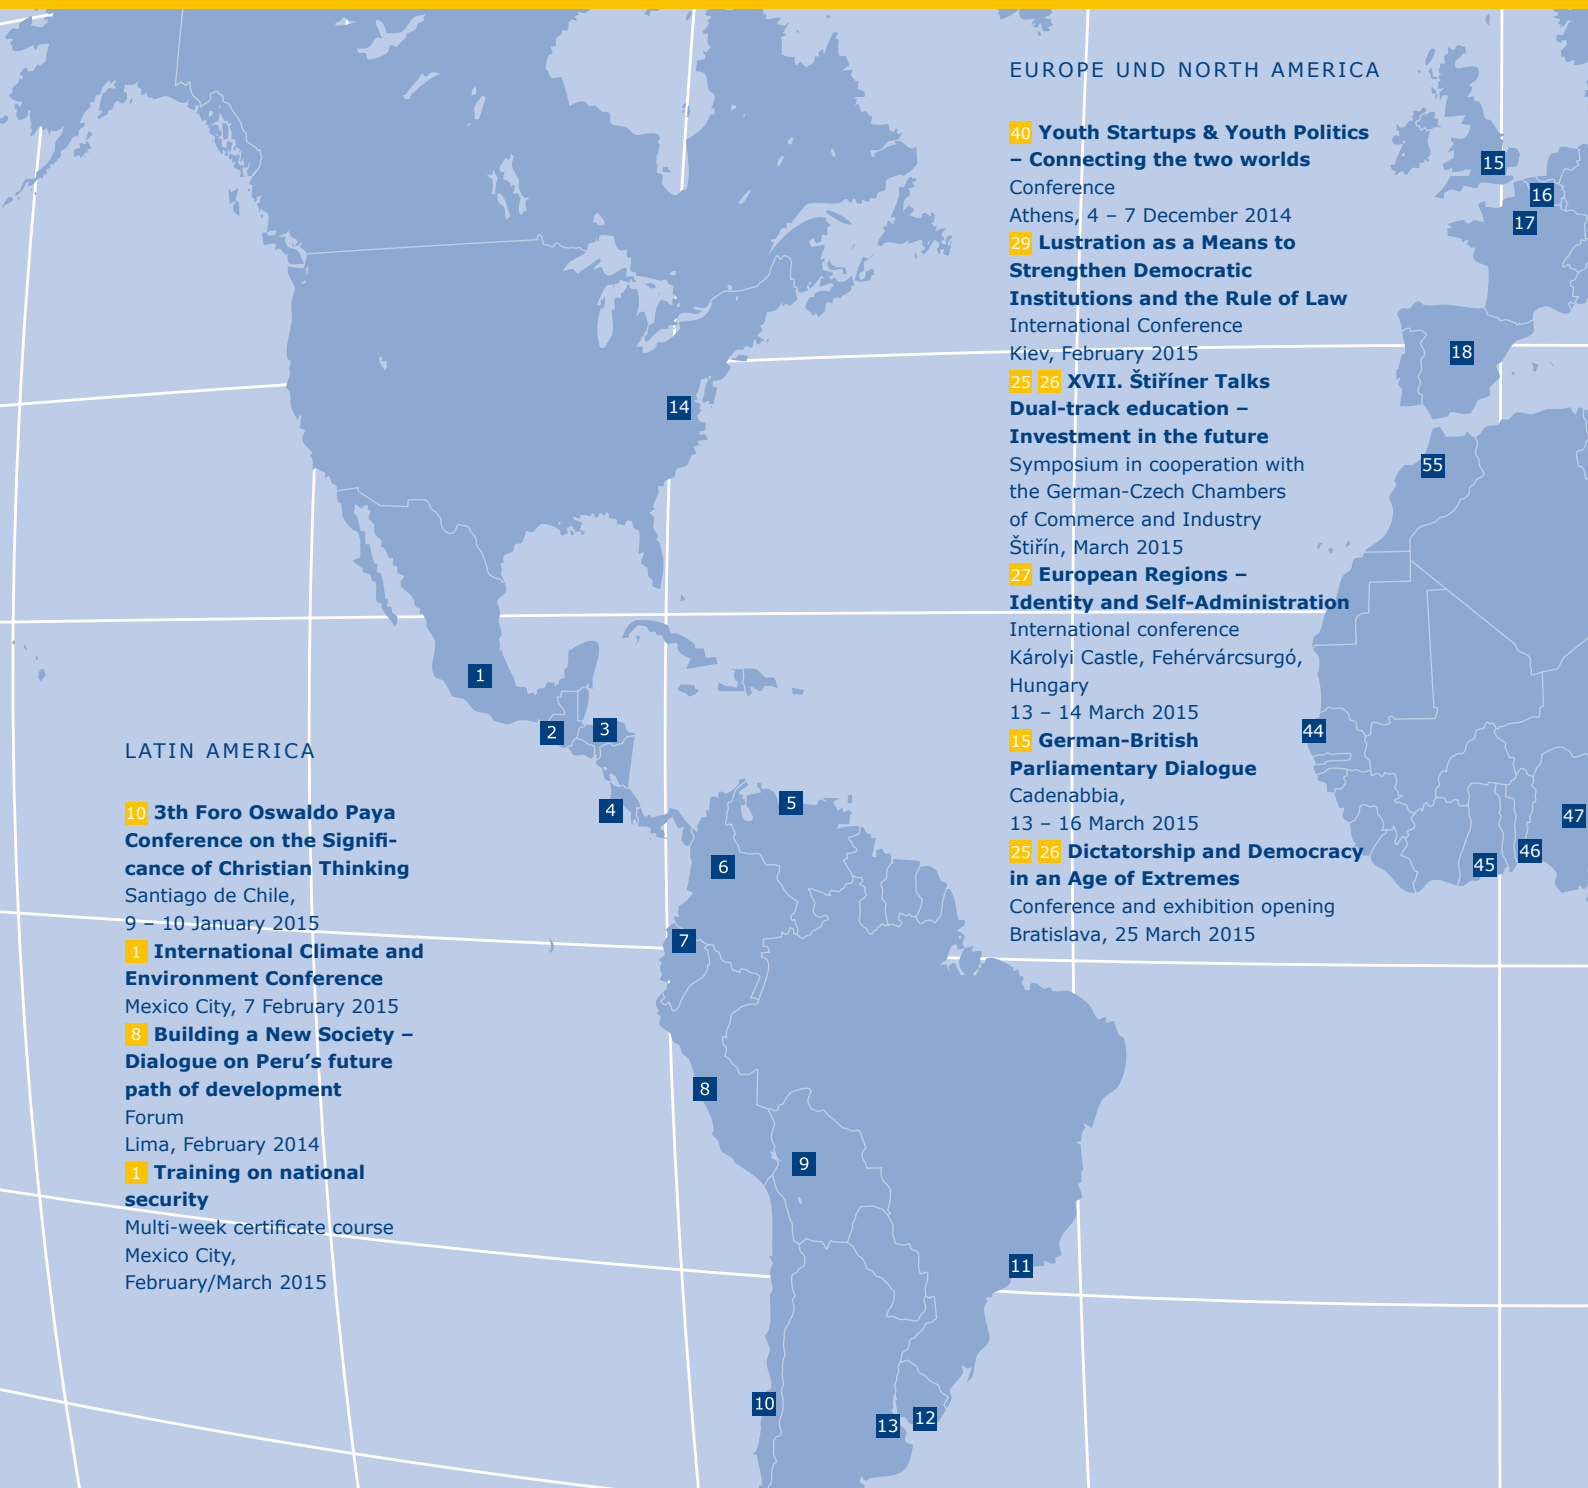 EUROPE UND NORTH AMERICA
40 Youth Startups & Youth Politics
– Connecting the two worlds
Conference
Athens, 4 – 7 December 2014
29 Lustration as a Means to
Strengthen Democratic
Institutions and the Rule of Law
International Conference
Kiev, February 2015
25 26 XVII. Štiříner Talks
Dual-track education –
Investment in the future
Symposium in cooperation with
the German-Czech Chambers
of Commerce and Industry
Štiřín, March 2015
27 European Regions –
Identity and Self-Administration
International conference
Károlyi Castle, Fehérvárcsurgó,
Hungary
13 – 14 March 2015
15 German-British
Parliamentary Dialogue
Cadenabbia,
13 – 16 March 2015
25 26 Dictatorship and Democracy
in an Age of Extremes
Conference and exhibition opening
Bratislava, 25 March 2015
LATIN AMERICA
10 3th Foro Oswaldo Paya
Conference on the Signifi-
cance of Christian Thinking
Santiago de Chile,
9 – 10 January 2015
1 International Climate and
Environment Conference
Mexico City, 7 February 2015
8 Building a New Society –
Dialogue on Peru’s future
path of development
Forum
Lima, February 2014
1 Training on national
security
Multi-week certificate course
Mexico City,
February/March 2015
15
16
17
18
14
55
1
2
3
44
4
5
47
6
46
45
7
8
9
11
10
13
12